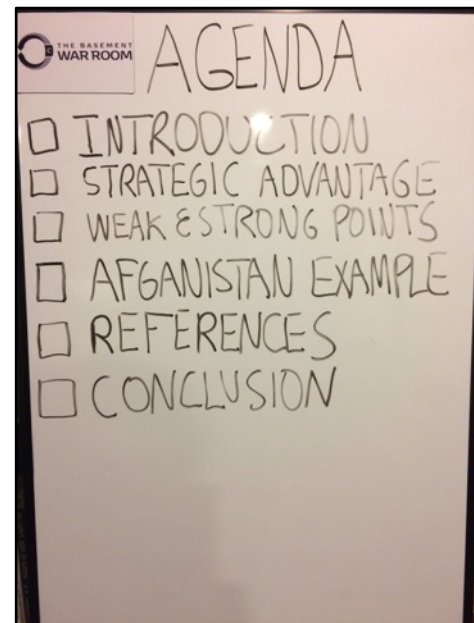 THE BASEMENT
WAR ROOM
AGENDA
INTRODUCTION
STRATEGIC ADVANTAGE
WEAK & STRONG POINTS
AFGANISTAN EXAMPLE
REFERENCES
CONCLUSION